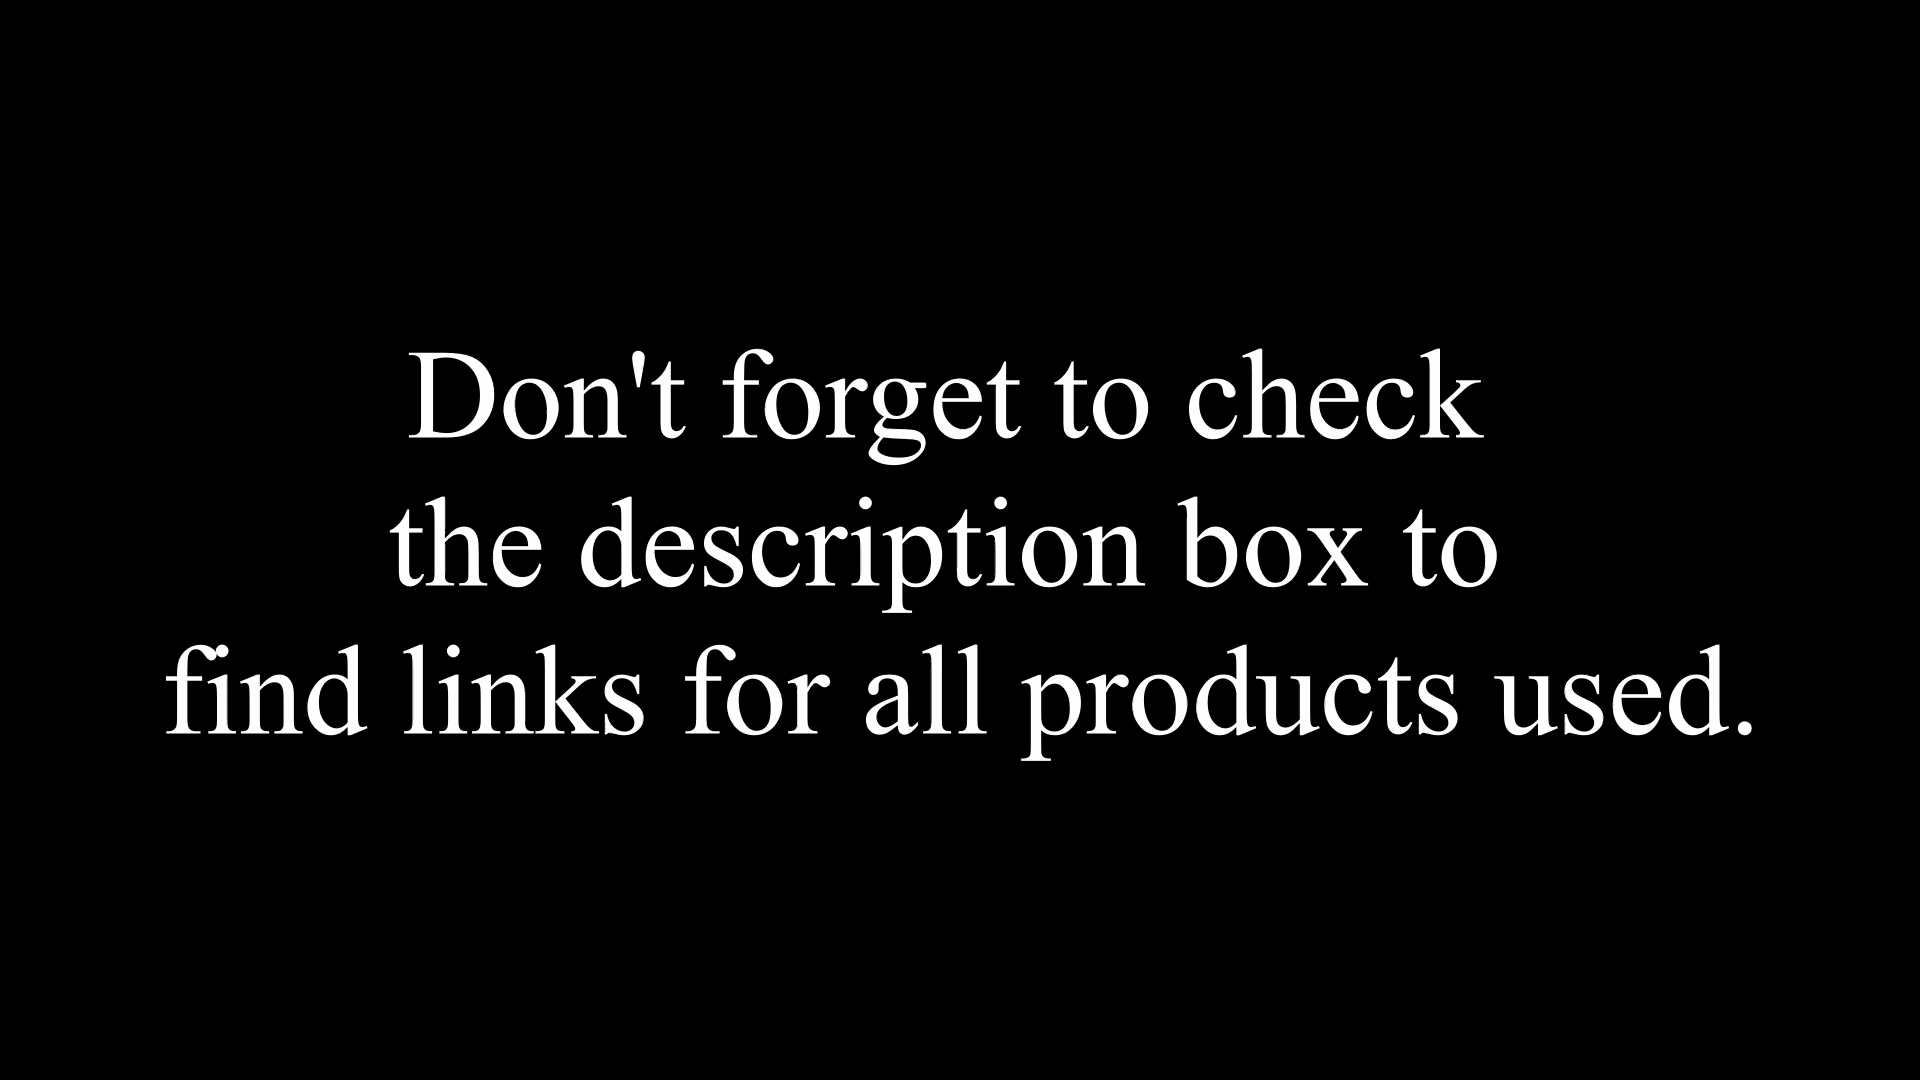 Don't forget to check
the description box to
find links for all products used.